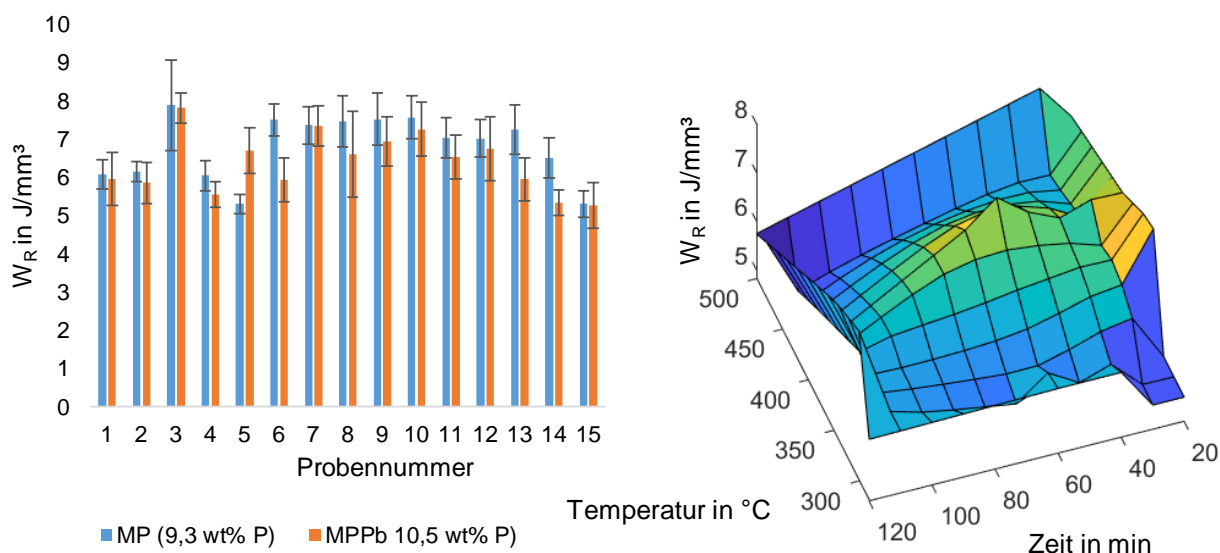 10
9
8
7
6
5
4
3
2
1
0
W_R in J/mm³
1 2 3 4 5 6 7 8 9 10 11 12 13 14 15
Probennummer
MP (9,3 wt% P) MPPb 10,5 wt% P)
8
7
6
5
W_R in J/mm³
500
450
400
350
300
Temperatur in °C
120 100 80 60 40 20
Zeit in min